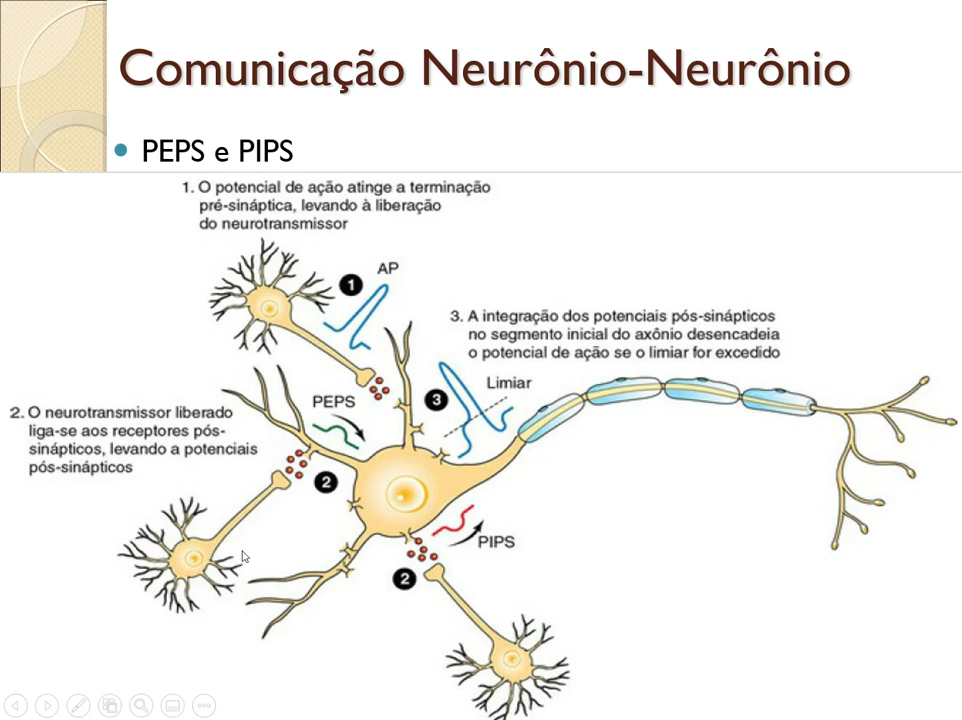 Comunicação Neurônio-Neurônio
PEPS e PIPS
1. O potencial de ação atinge a terminação
pré-sináptica, levando à liberação
do neurotransmissor
1
AP
3. A integração dos potenciais pós-sinápticos
no segmento inicial do axônio desencadeia
o potencial de ação se o limiar for excedido
Limiar
3
PEPS
2. O neurotransmissor liberado
liga-se aos receptores pós-
sinápticos, levando a potenciais
pós-sinápticos
2
PIPS
2